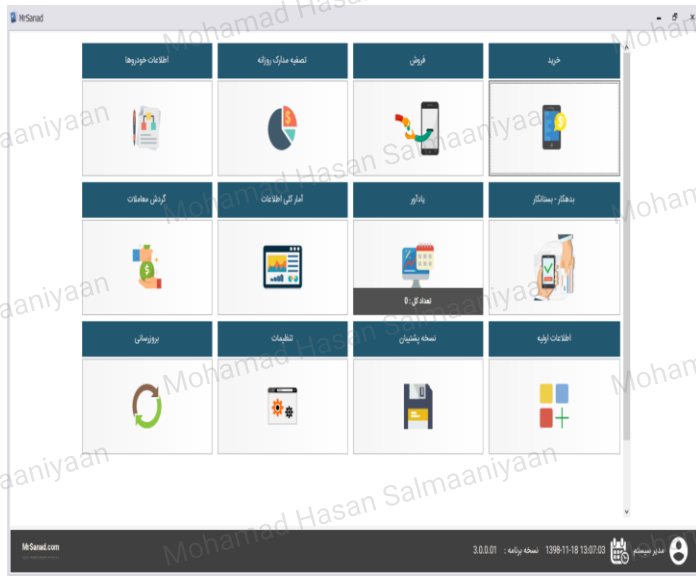 MrSanad
خرید
فروش
تصفیه مدارک روزانه
اطلاعات خودروها
بدهکار - بستانکار
یادآور
آمار کلی اطلاعات
گردش معاملات
تعداد کل : 0
اطلاعات اولیه
نسخه پشتیبان
تنظیمات
بروزرسانی
مدیر سیستم
1398-11-18 13:07:03
نسخه برنامه : 3.0.0.01
MrSanad.com
Mohamad Hasan Salmaaniyaan